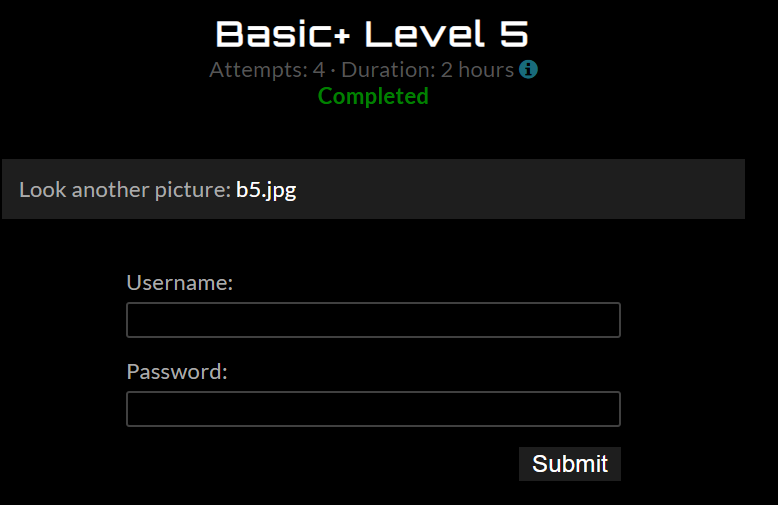 Basic+ Level 5
Attempts: 4 · Duration: 2 hours
Completed
Look another picture: b5.jpg
Username:
Password:
Submit